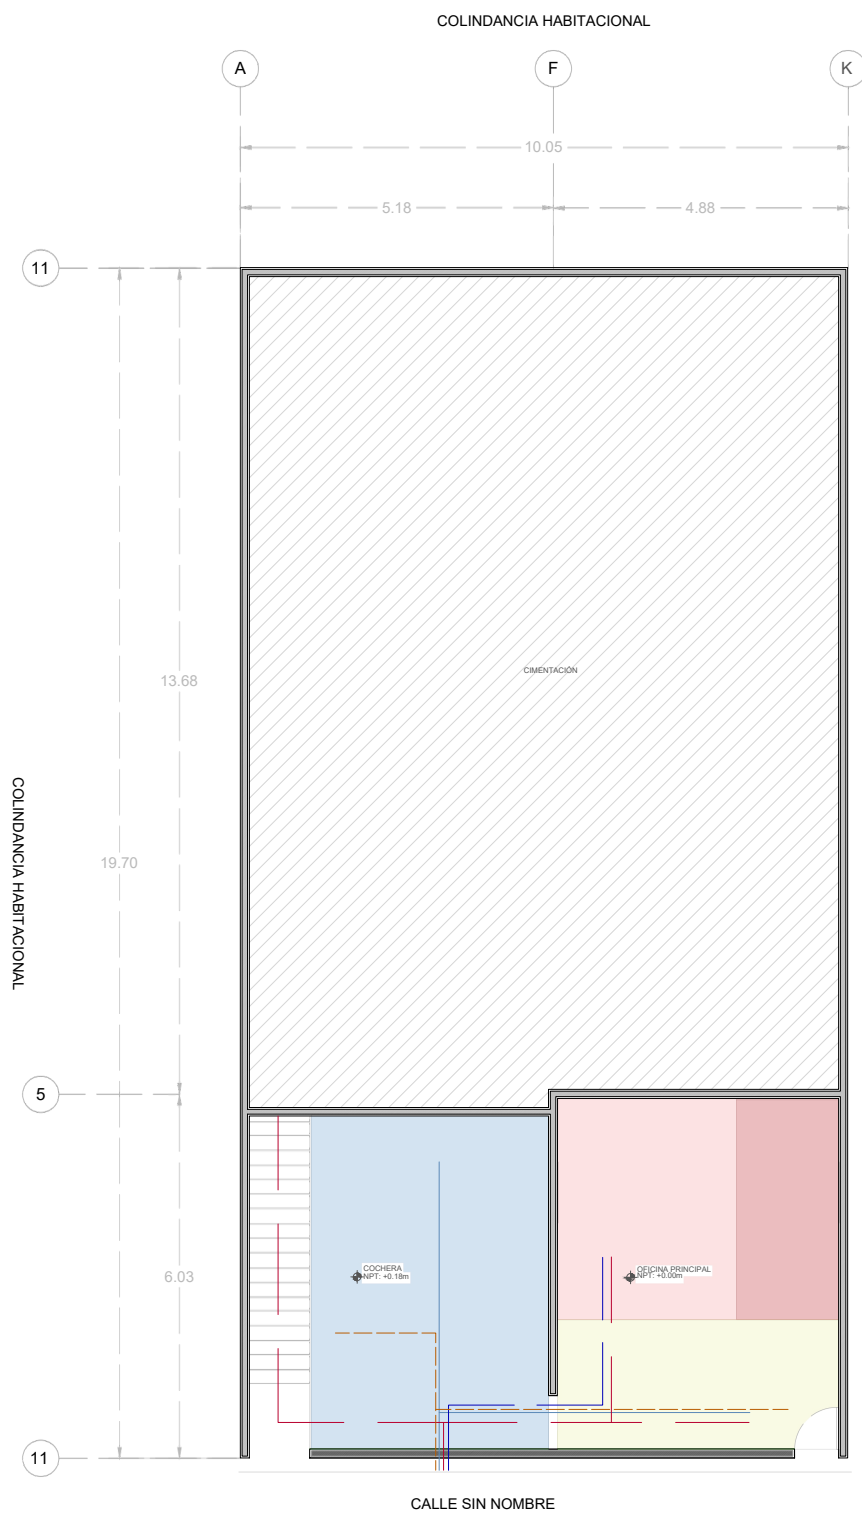 COLINDANCIA HABITACIONAL
A
F
K
10.05
5.18
4.88
11
13.68
CIMENTACIÓN
COLINDANCIA HABITACIONAL
19.70
5
COCHERA
NPT: +0.18m
OFICINA PRINCIPAL
NPT: +0.00m
6.03
11
CALLE SIN NOMBRE